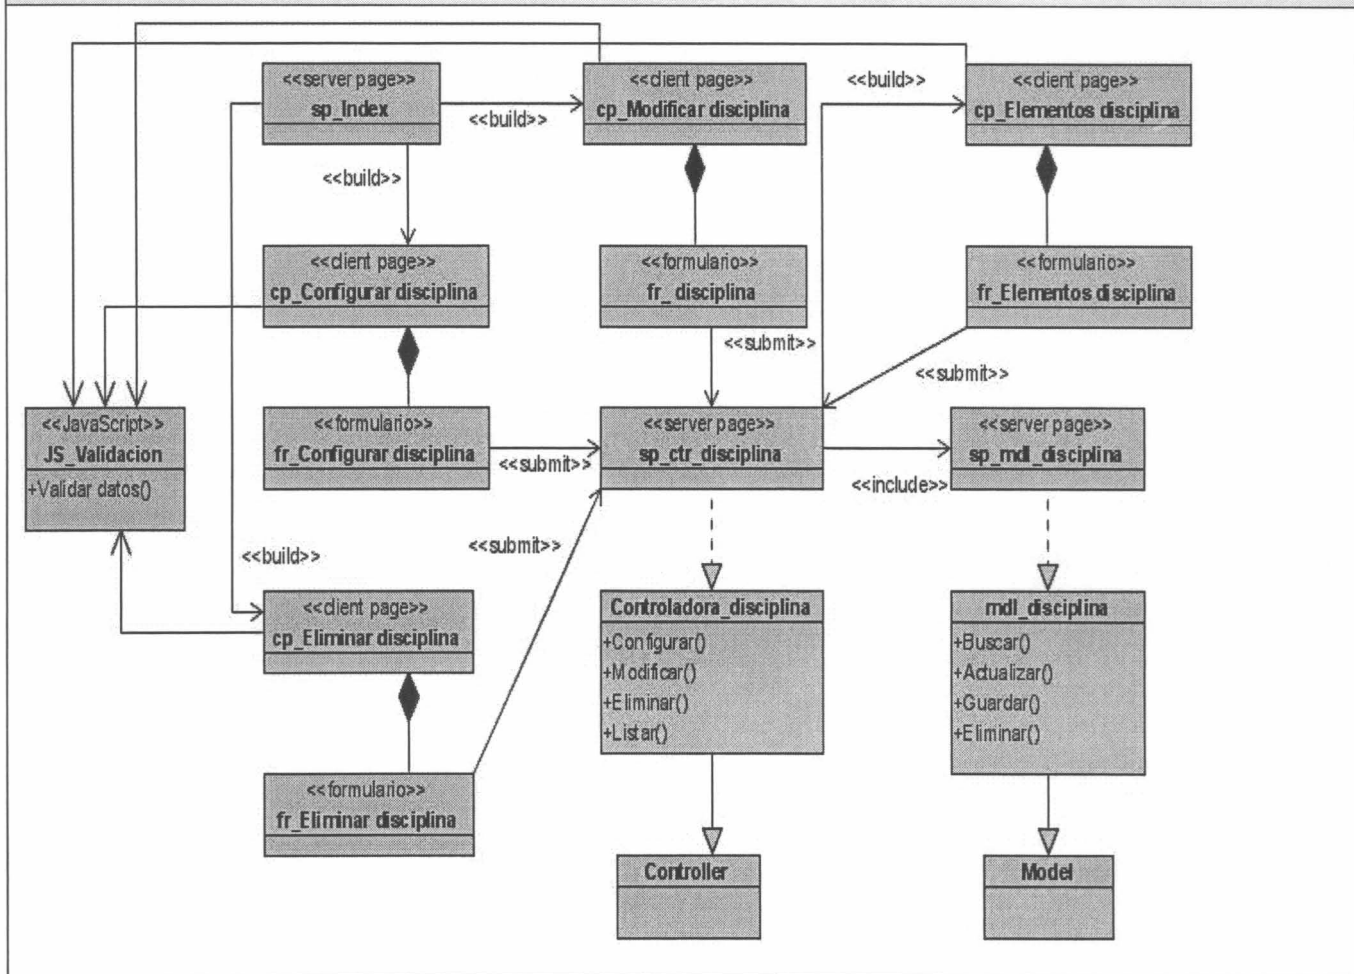 <<server page>>
sp_Index
<<build>>
<<client page>>
cp_Modificar disciplina
<<build>>
<<client page>>
cp_Elementos disciplina
<<build>>
<<client page>>
cp_Configurar disciplina
<<formulario>>
fr_ disciplina
<<formulario>>
fr_Elementos disciplina
<<submit>>
<<submit>>
<<JavaScript>>
JS_Validacion
+Validar datos()
<<formulario>>
fr_Configurar disciplina
<<submit>>
<<server page>>
sp_ctr_disciplina
<<include>>
<<server page>>
sp_mdl_disciplina
<<build>>
<<submit>>
<<client page>>
cp_Eliminar disciplina
Controladora_disciplina
+Configurar()
+Modificar()
+Eliminar()
+Listar()
mdl_disciplina
+Buscar()
+Actualizar()
+Guardar()
+Eliminar()
<<formulario>>
fr_Eliminar disciplina
Controller
Model